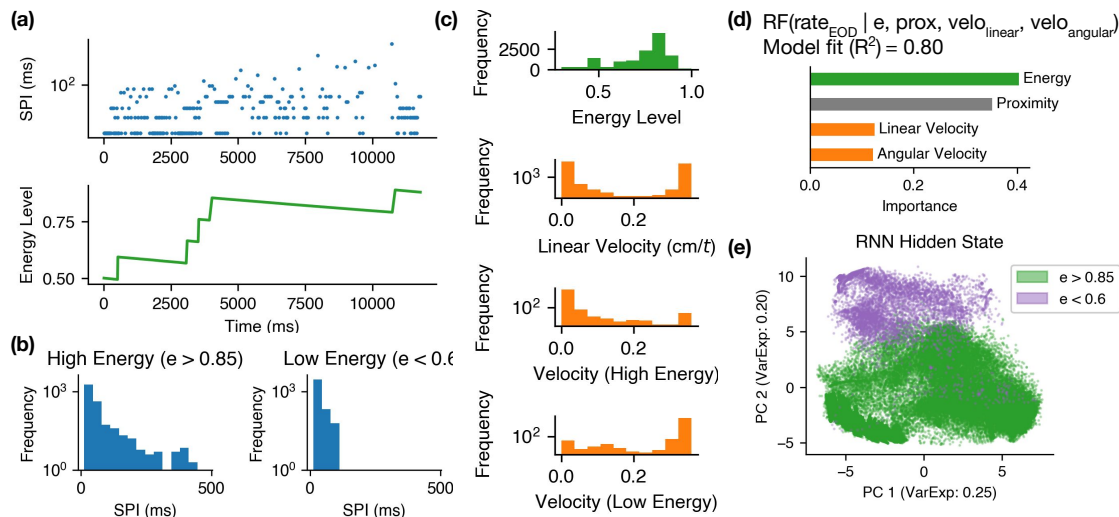 (a)
SPI (ms)
10²
0 2500 5000 7500 10000
Energy Level
0.75
0.50
0 2500 5000 7500 10000
Time (ms)
(b)
High Energy (e > 0.85)
Frequency
10³
10⁰
0 500
SPI (ms)
Low Energy (e < 0.6
Frequency
10³
10⁰
0 500
SPI (ms)
(c)
Frequency
2500
0
0.5 1.0
Energy Level
Frequency
10³
0.0 0.2
Linear Velocity (cm/t)
Frequency
10²
0.0 0.2
Velocity (High Energy)
Frequency
10²
0.0 0.2
Velocity (Low Energy)
(d)
RF(rate_EOD | e, prox, velo_linear, velo_angular)
Model fit (R²) = 0.80
Energy
Proximity
Linear Velocity
Angular Velocity
0.0 0.2 0.4
Importance
(e)
RNN Hidden State
e > 0.85
e < 0.6
PC 2 (VarExp: 0.20)
10
5
0
−5
−5 0 5
PC 1 (VarExp: 0.25)